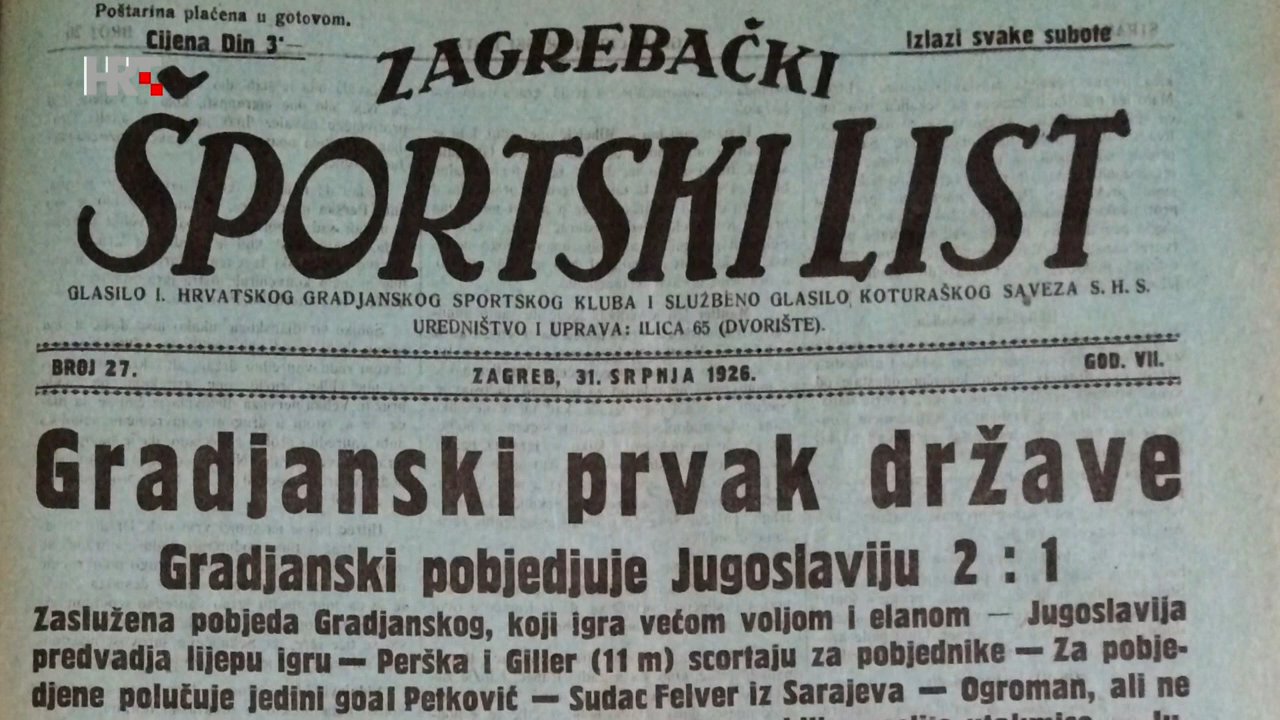 Poštarina plaćena u gotovom.
Cijena Din 3·–
Izlazi svake subote
HRT
ZAGREBAČKI
ŠPORTSKI LIST
GLASILO I. HRVATSKOG GRADJANSKOG SPORTSKOG KLUBA I SLUŽBENO GLASILO KOTURAŠKOG SAVEZA S. H. S.
UREDNIŠTVO I UPRAVA: ILICA 65 (DVORIŠTE).
BROJ 27.
ZAGREB, 31. SRPNJA 1926.
GOD. VII.
Gradjanski prvak države
Gradjanski pobjedjuje Jugoslaviju 2 : 1
Zaslužena pobjeda Gradjanskog, koji igra većom voljom i elanom — Jugoslavija
predvadja lijepu igru — Perška i Giller (11 m) scortaju za pobjednike — Za pobje-
djene polučuje jedini goal Petković — Sudac Felver iz Sarajeva — Ogroman, ali ne